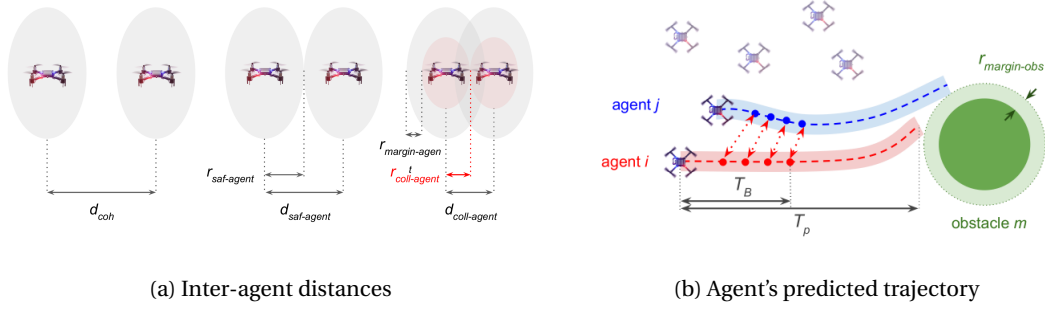 r_saf-agent
d_coh
d_saf-agent
r_margin-agen
t
r_coll-agent
d_coll-agent
(a) Inter-agent distances
r_margin-obs
agent j
agent i
T_B
T_p
obstacle m
(b) Agent's predicted trajectory